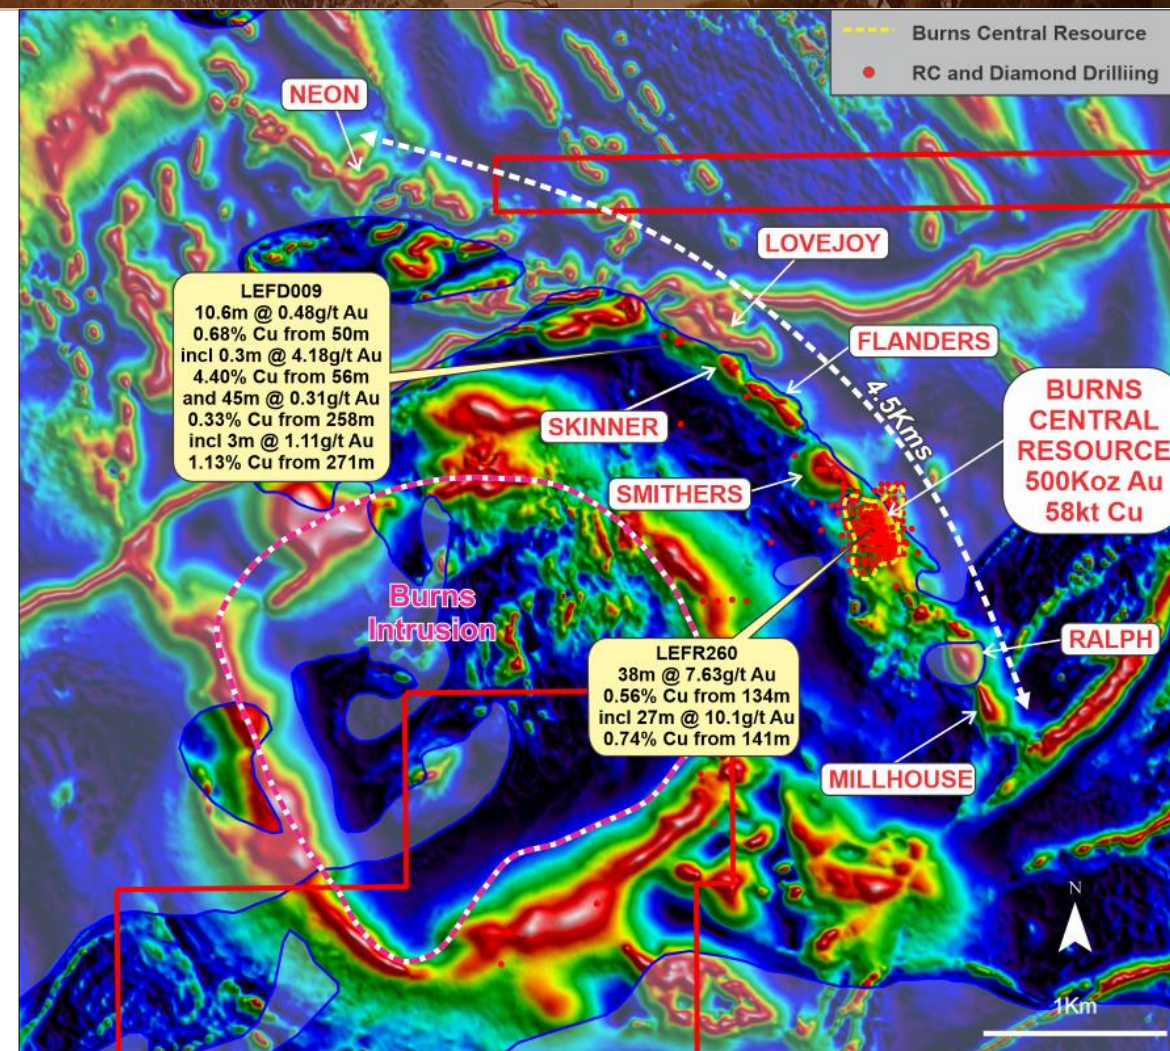 Burns Central Resource
RC and Diamond Drilliing
NEON
LOVEJOY
LEFD009
10.6m @ 0.48g/t Au
0.68% Cu from 50m
incl 0.3m @ 4.18g/t Au
4.40% Cu from 56m
and 45m @ 0.31g/t Au
0.33% Cu from 258m
incl 3m @ 1.11g/t Au
1.13% Cu from 271m
FLANDERS
4.5Kms
BURNS
CENTRAL
RESOURCE
500Koz Au
58kt Cu
SKINNER
SMITHERS
Burns
Intrusion
LEFR260
38m @ 7.63g/t Au
0.56% Cu from 134m
incl 27m @ 10.1g/t Au
0.74% Cu from 141m
RALPH
MILLHOUSE
N
1Km